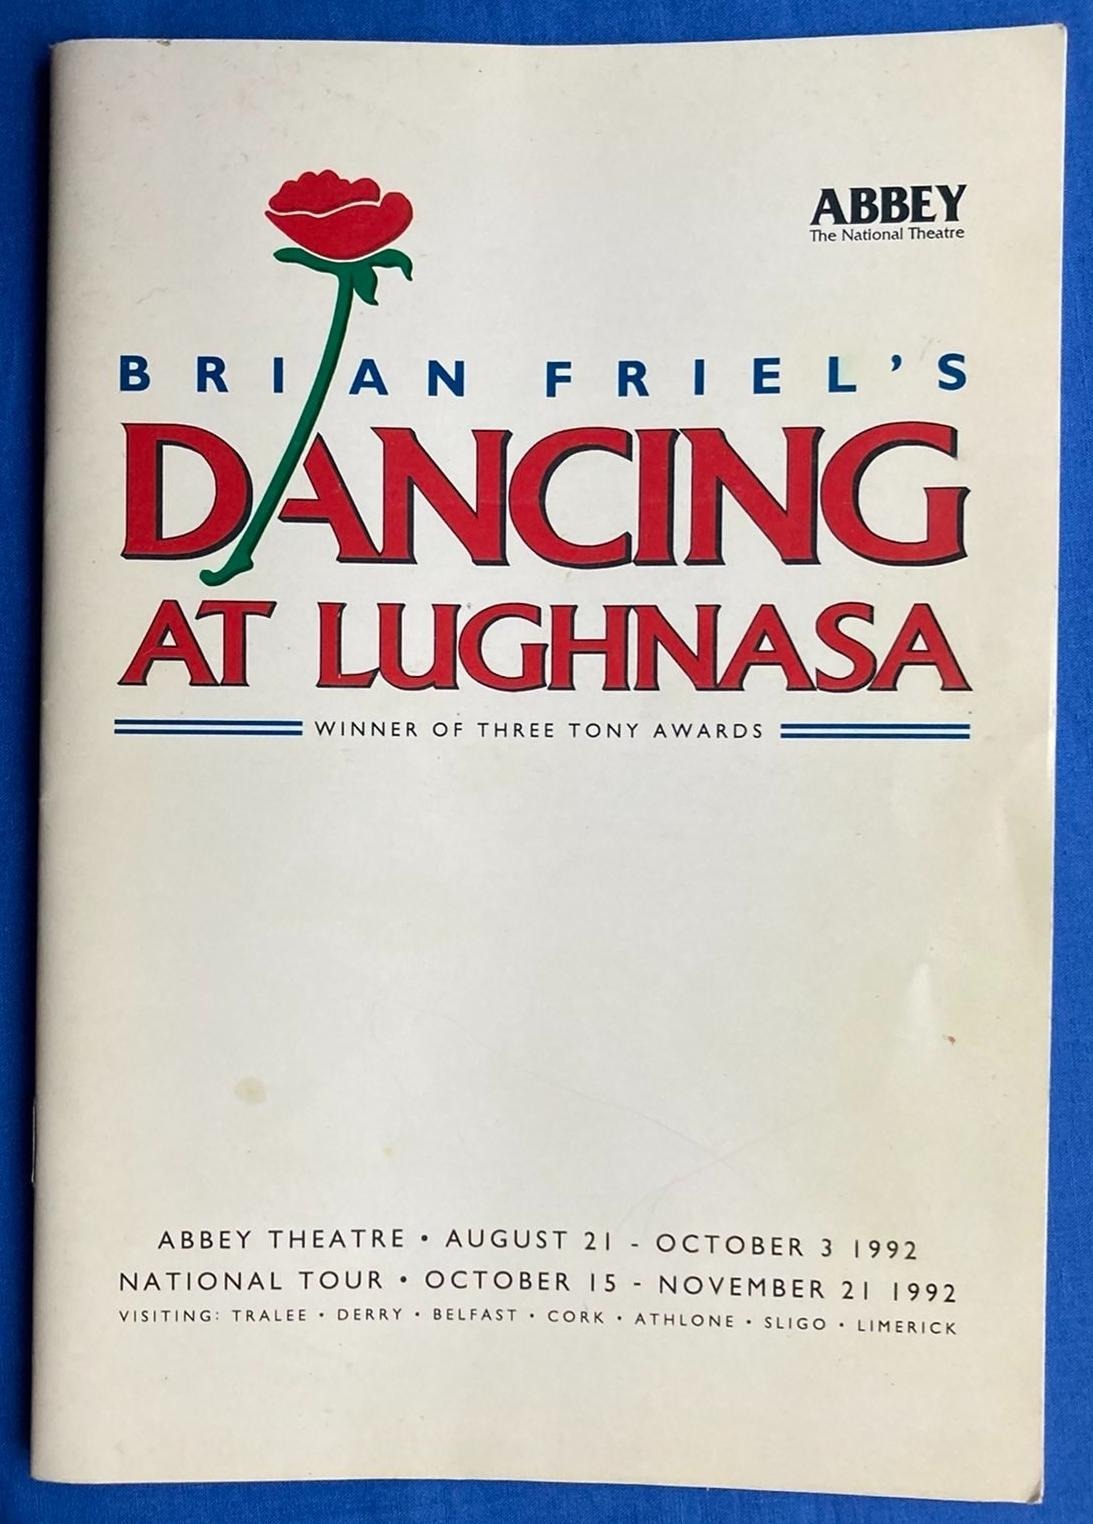 ABBEY
The National Theatre
BRIAN FRIEL'S
DANCING
AT LUGHNASA
WINNER OF THREE TONY AWARDS
ABBEY THEATRE • AUGUST 21 - OCTOBER 3 1992
NATIONAL TOUR • OCTOBER 15 - NOVEMBER 21 1992
VISITING: TRALEE • DERRY • BELFAST • CORK • ATHLONE • SLIGO • LIMERICK